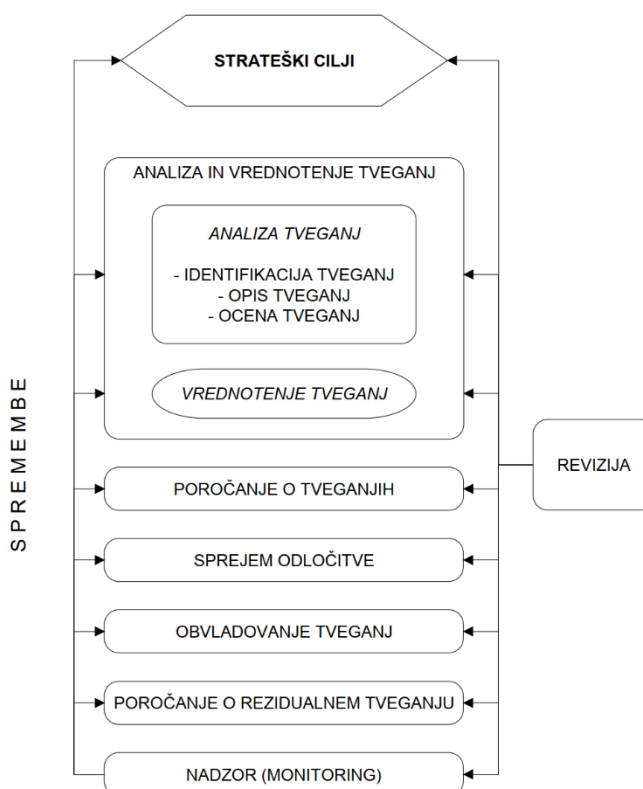 STRATEŠKI CILJI
ANALIZA IN VREDNOTENJE TVEGANJ
ANALIZA TVEGANJ
- IDENTIFIKACIJA TVEGANJ
- OPIS TVEGANJ
- OCENA TVEGANJ
VREDNOTENJE TVEGANJ
POROČANJE O TVEGANJIH
SPREJEM ODLOČITVE
OBVLADOVANJE TVEGANJ
POROČANJE O REZIDUALNEM TVEGANJU
NADZOR (MONITORING)
SPREMEMBE
REVIZIJA